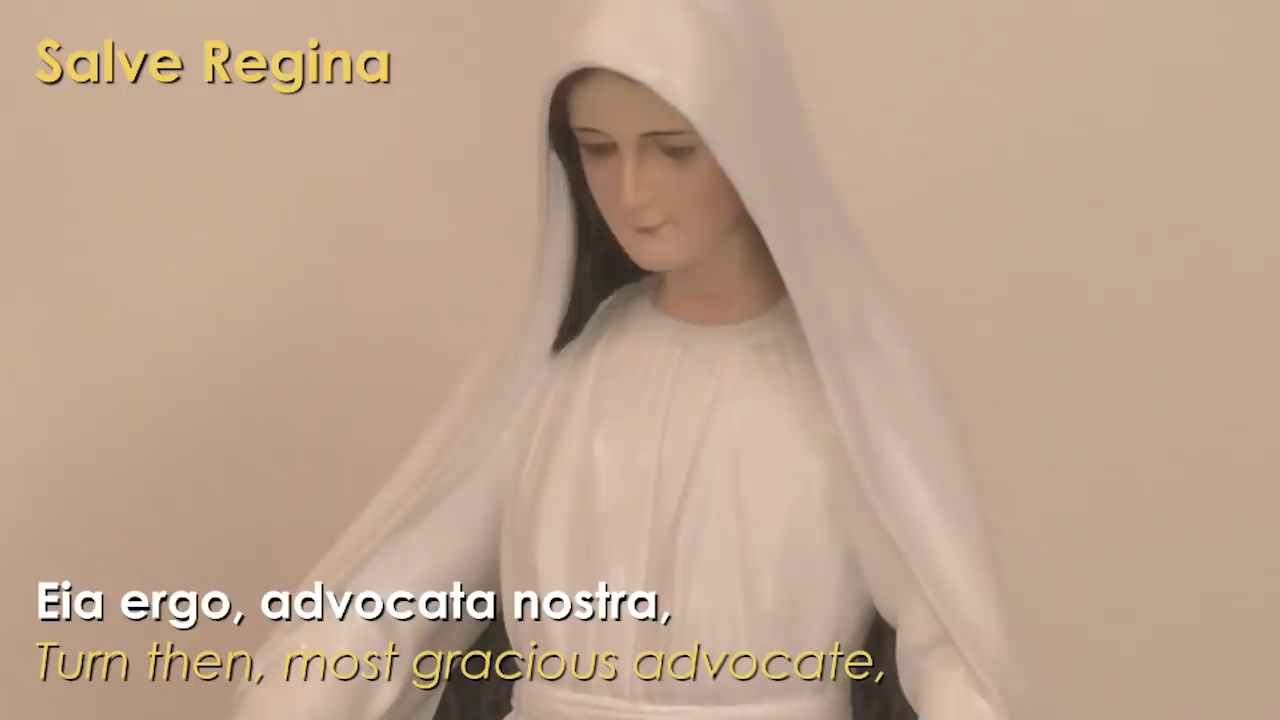 Salve Regina
Eia ergo, advocata nostra,
Turn then, most gracious advocate,